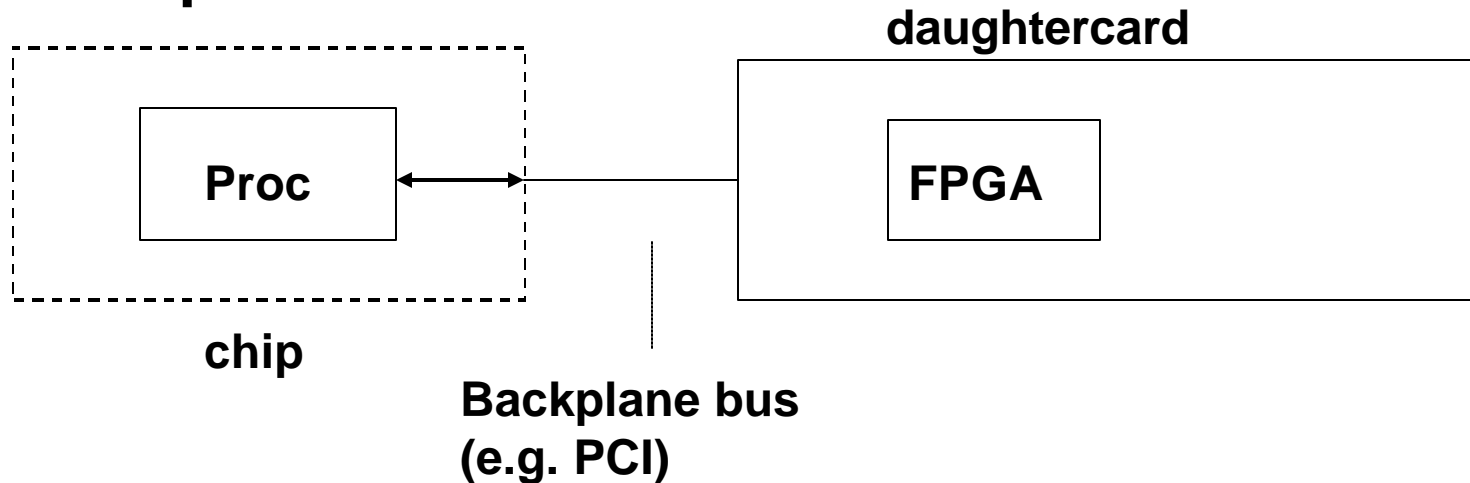 daughtercard
Proc
FPGA
chip
Backplane bus
(e.g. PCI)